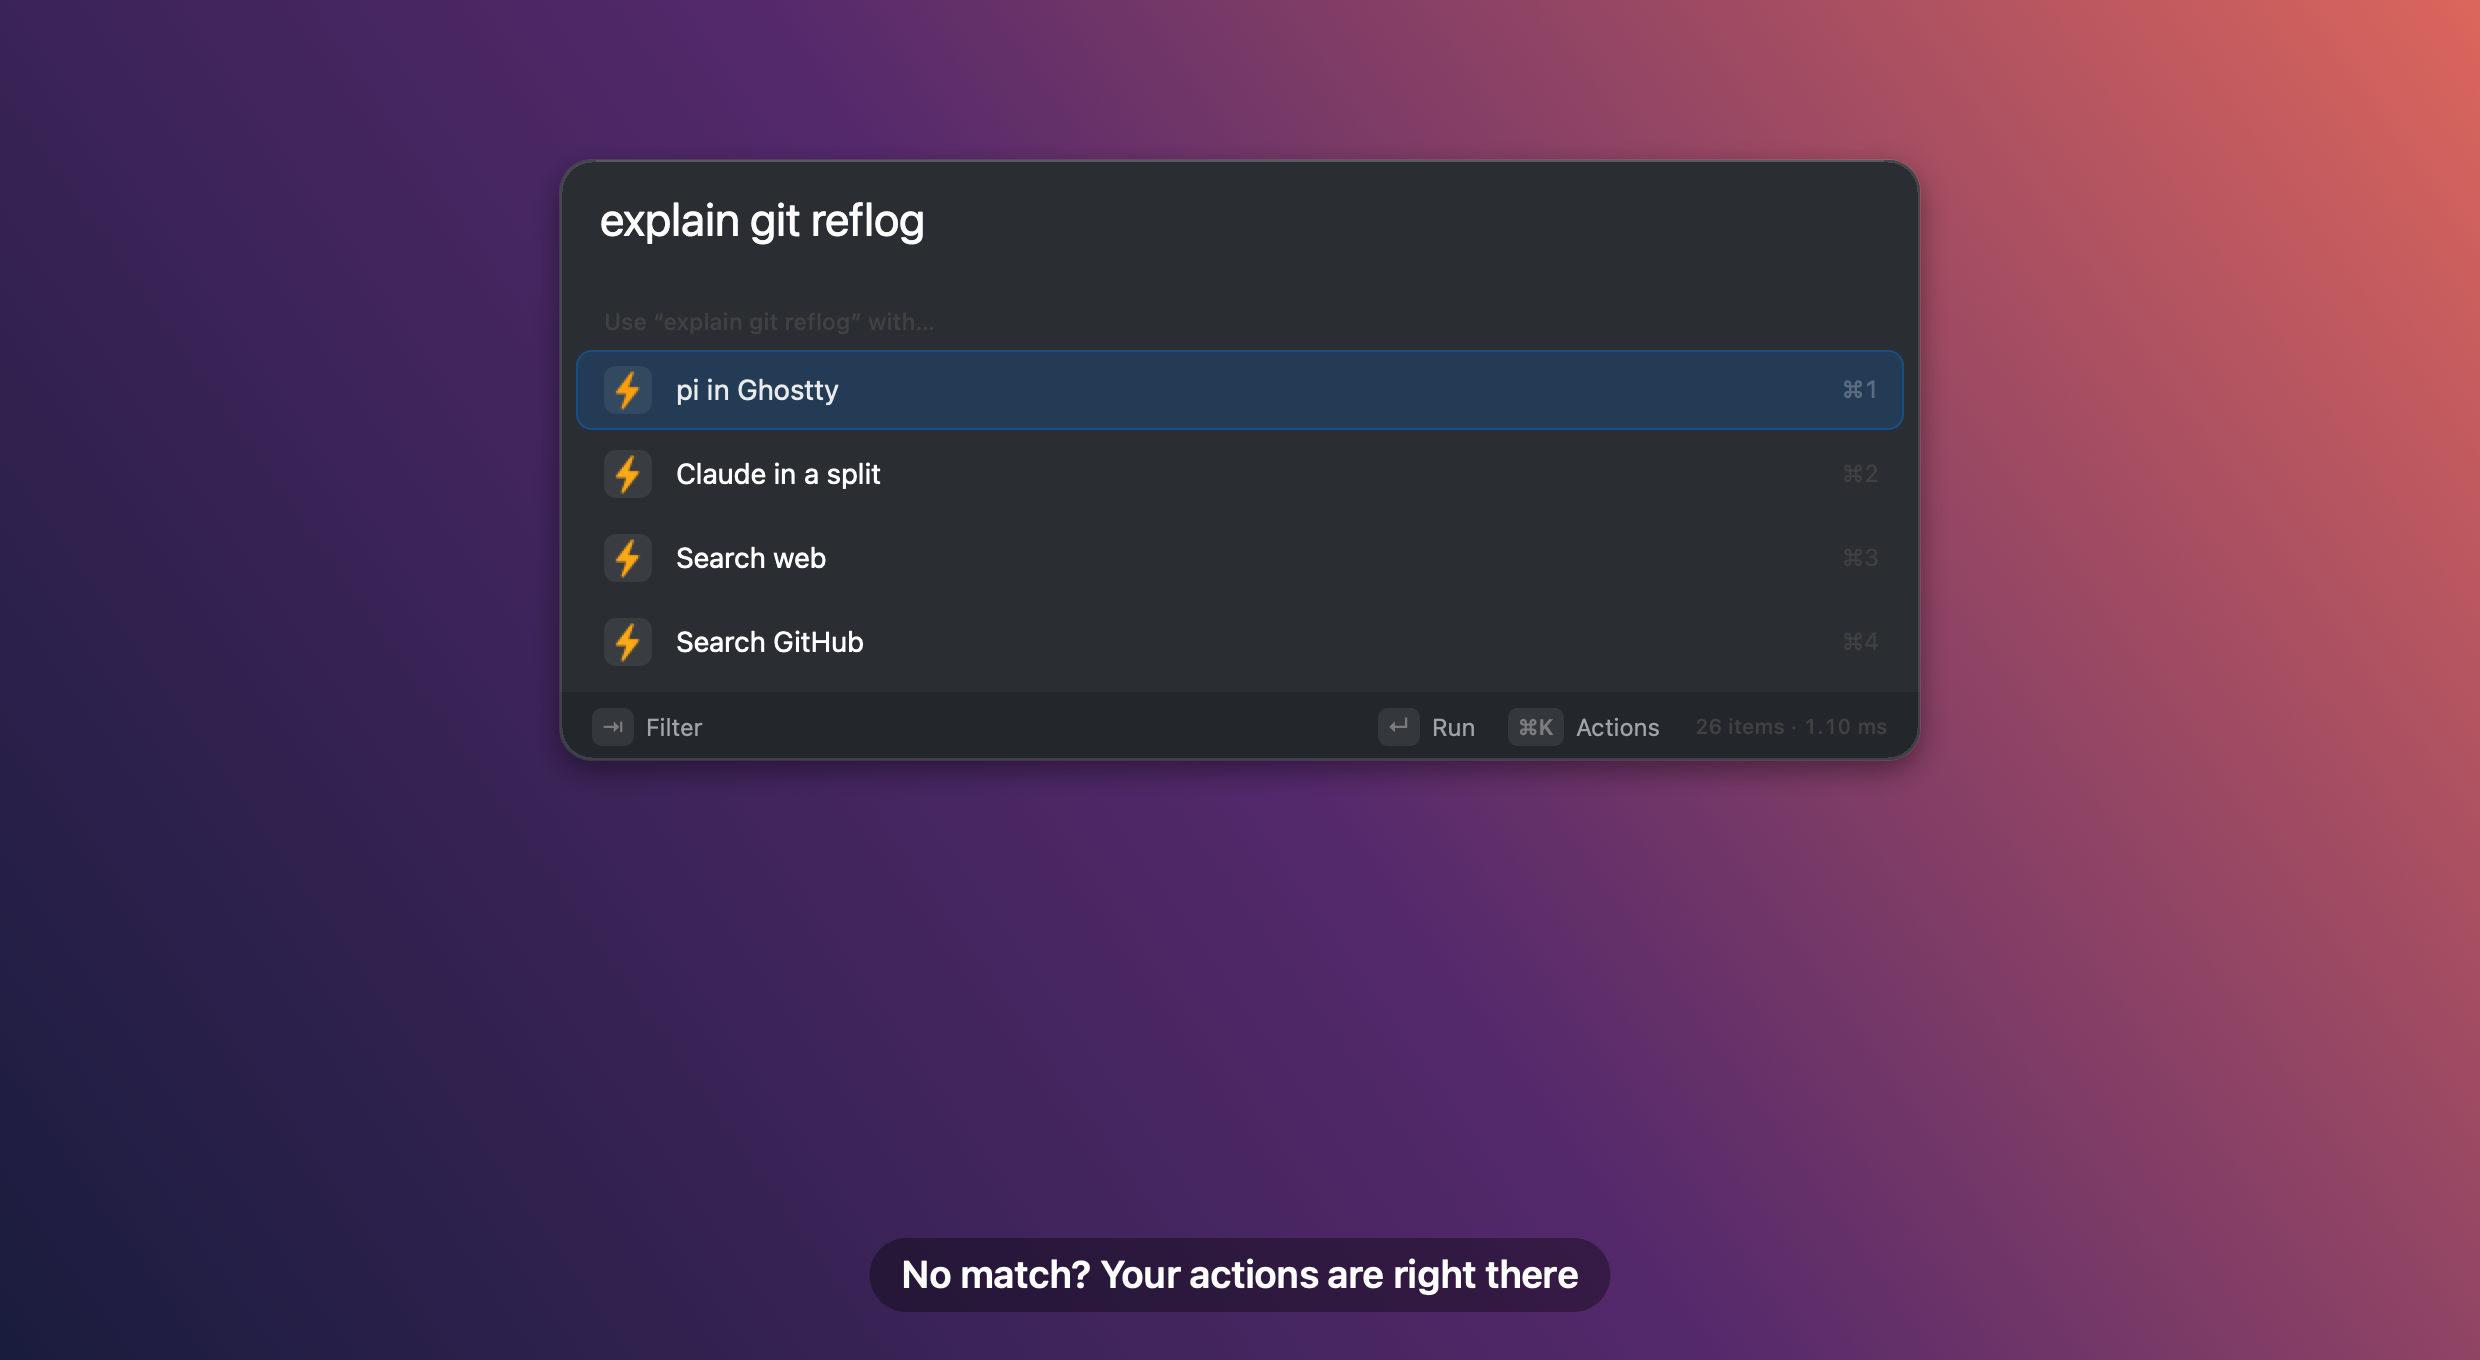 explain git reflog
Use “explain git reflog” with...
pi in Ghostty ⌘1
Claude in a split ⌘2
Search web ⌘3
Search GitHub ⌘4
⇥ Filter ↵ Run ⌘K Actions 26 items · 1.10 ms
No match? Your actions are right there